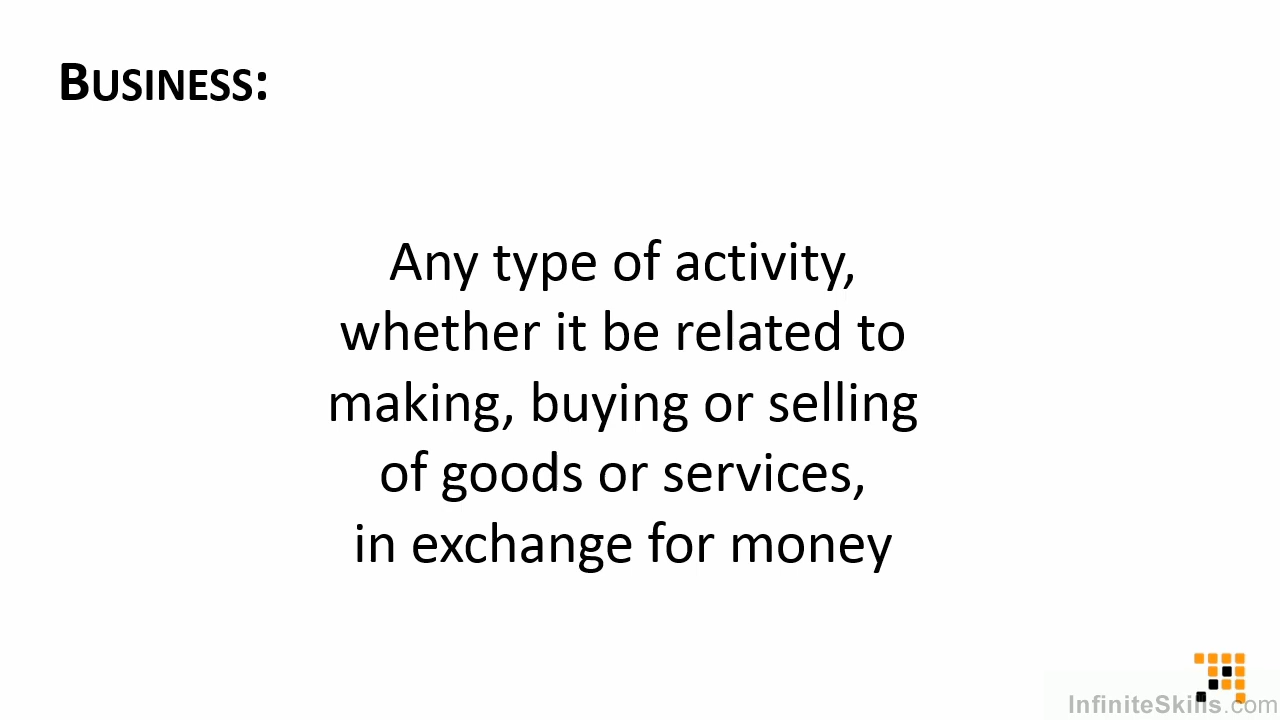 BUSINESS:
Any type of activity,
whether it be related to
making, buying or selling
of goods or services,
in exchange for money
InfiniteSkills.com